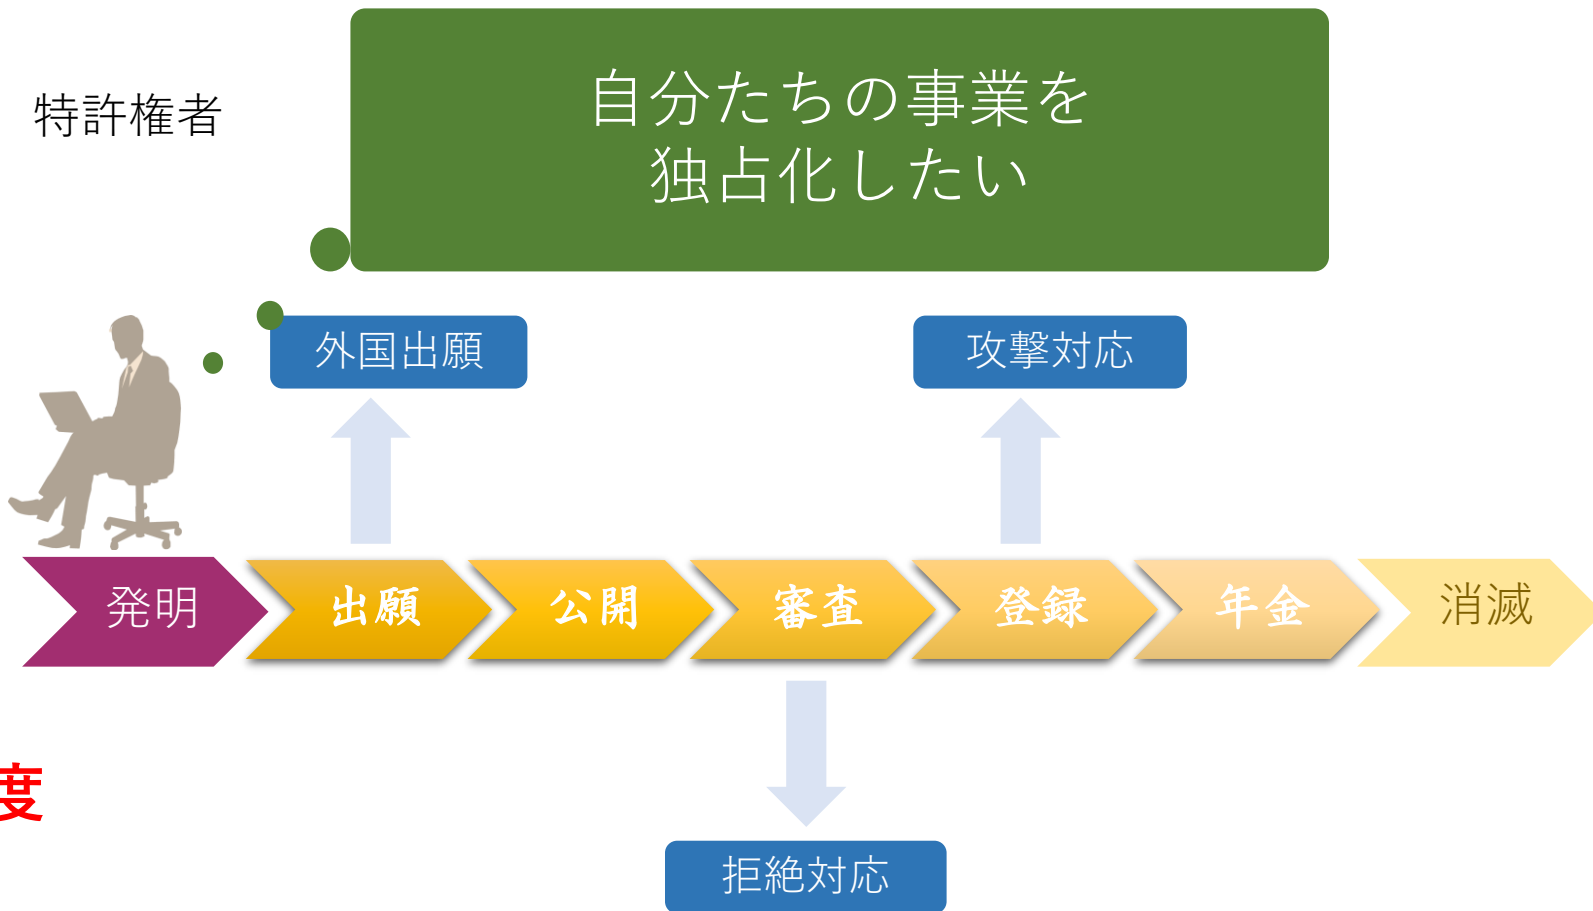 特許権者
自分たちの事業を
独占化したい
外国出願
攻撃対応
発明
出願
公開
審査
登録
年金
消滅
度
拒絶対応